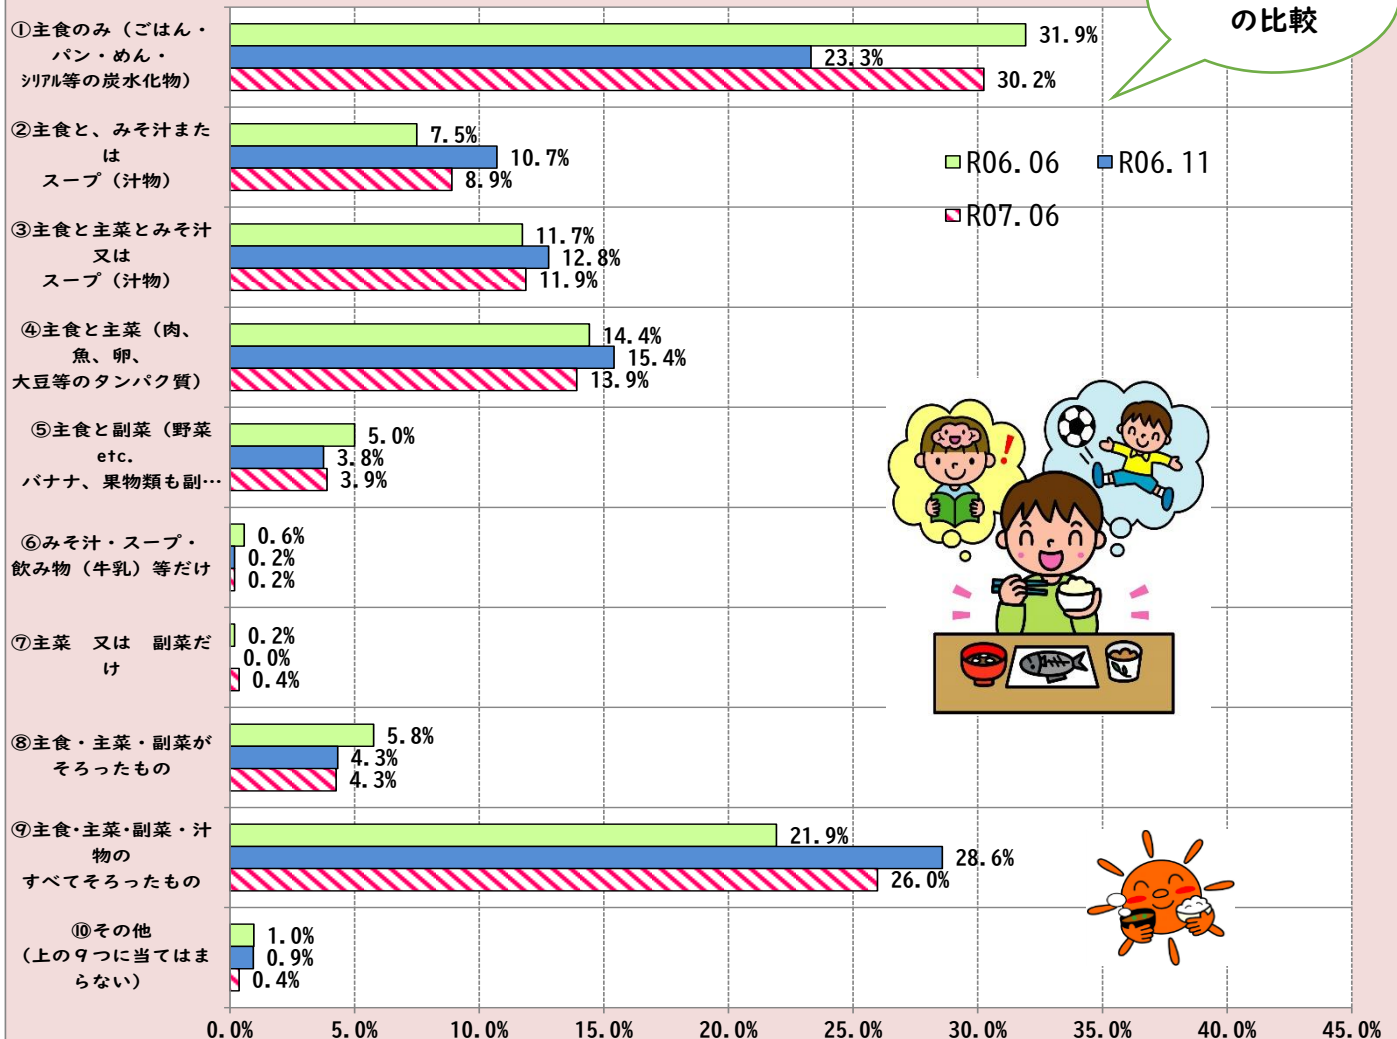 の比較
①主食のみ（ごはん・
パン・めん・
ｼﾘｱﾙ等の炭水化物）
31.9%
23.3%
30.2%
②主食と、みそ汁また
は
スープ（汁物）
7.5%
10.7%
8.9%
R06.06
R06.11
R07.06
③主食と主菜とみそ汁
又は
スープ（汁物）
11.7%
12.8%
11.9%
④主食と主菜（肉、
魚、卵、
大豆等のタンパク質）
14.4%
15.4%
13.9%
⑤主食と副菜（野菜
etc.
バナナ、果物類も副…
5.0%
3.8%
3.9%
⑥みそ汁・スープ・
飲み物（牛乳）等だけ
0.6%
0.2%
0.2%
⑦主菜　又は　副菜だ
け
0.2%
0.0%
0.4%
⑧主食・主菜・副菜が
そろったもの
5.8%
4.3%
4.3%
⑨主食・主菜・副菜・汁
物の
すべてそろったもの
21.9%
28.6%
26.0%
⑩その他
（上の９つに当てはま
らない）
1.0%
0.9%
0.4%
0.0% 5.0% 10.0% 15.0% 20.0% 25.0% 30.0% 35.0% 40.0% 45.0%